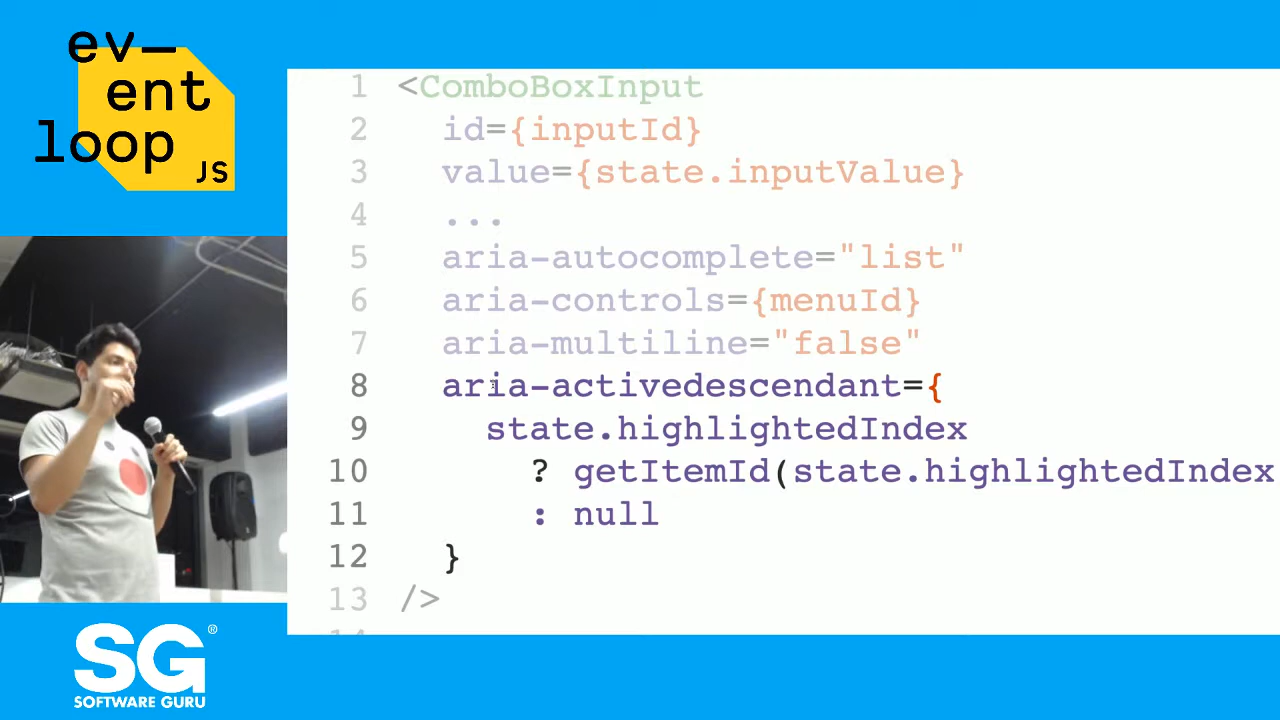 ev—
ent
loop
JS
1 <ComboBoxInput
2 id={inputId}
3 value={state.inputValue}
4 ...
5 aria-autocomplete="list"
6 aria-controls={menuId}
7 aria-multiline="false"
8 aria-activedescendant={
9 state.highlightedIndex
10 ? getItemId(state.highlightedIndex
11 : null
12 }
13 />
SG®
SOFTWARE GURU